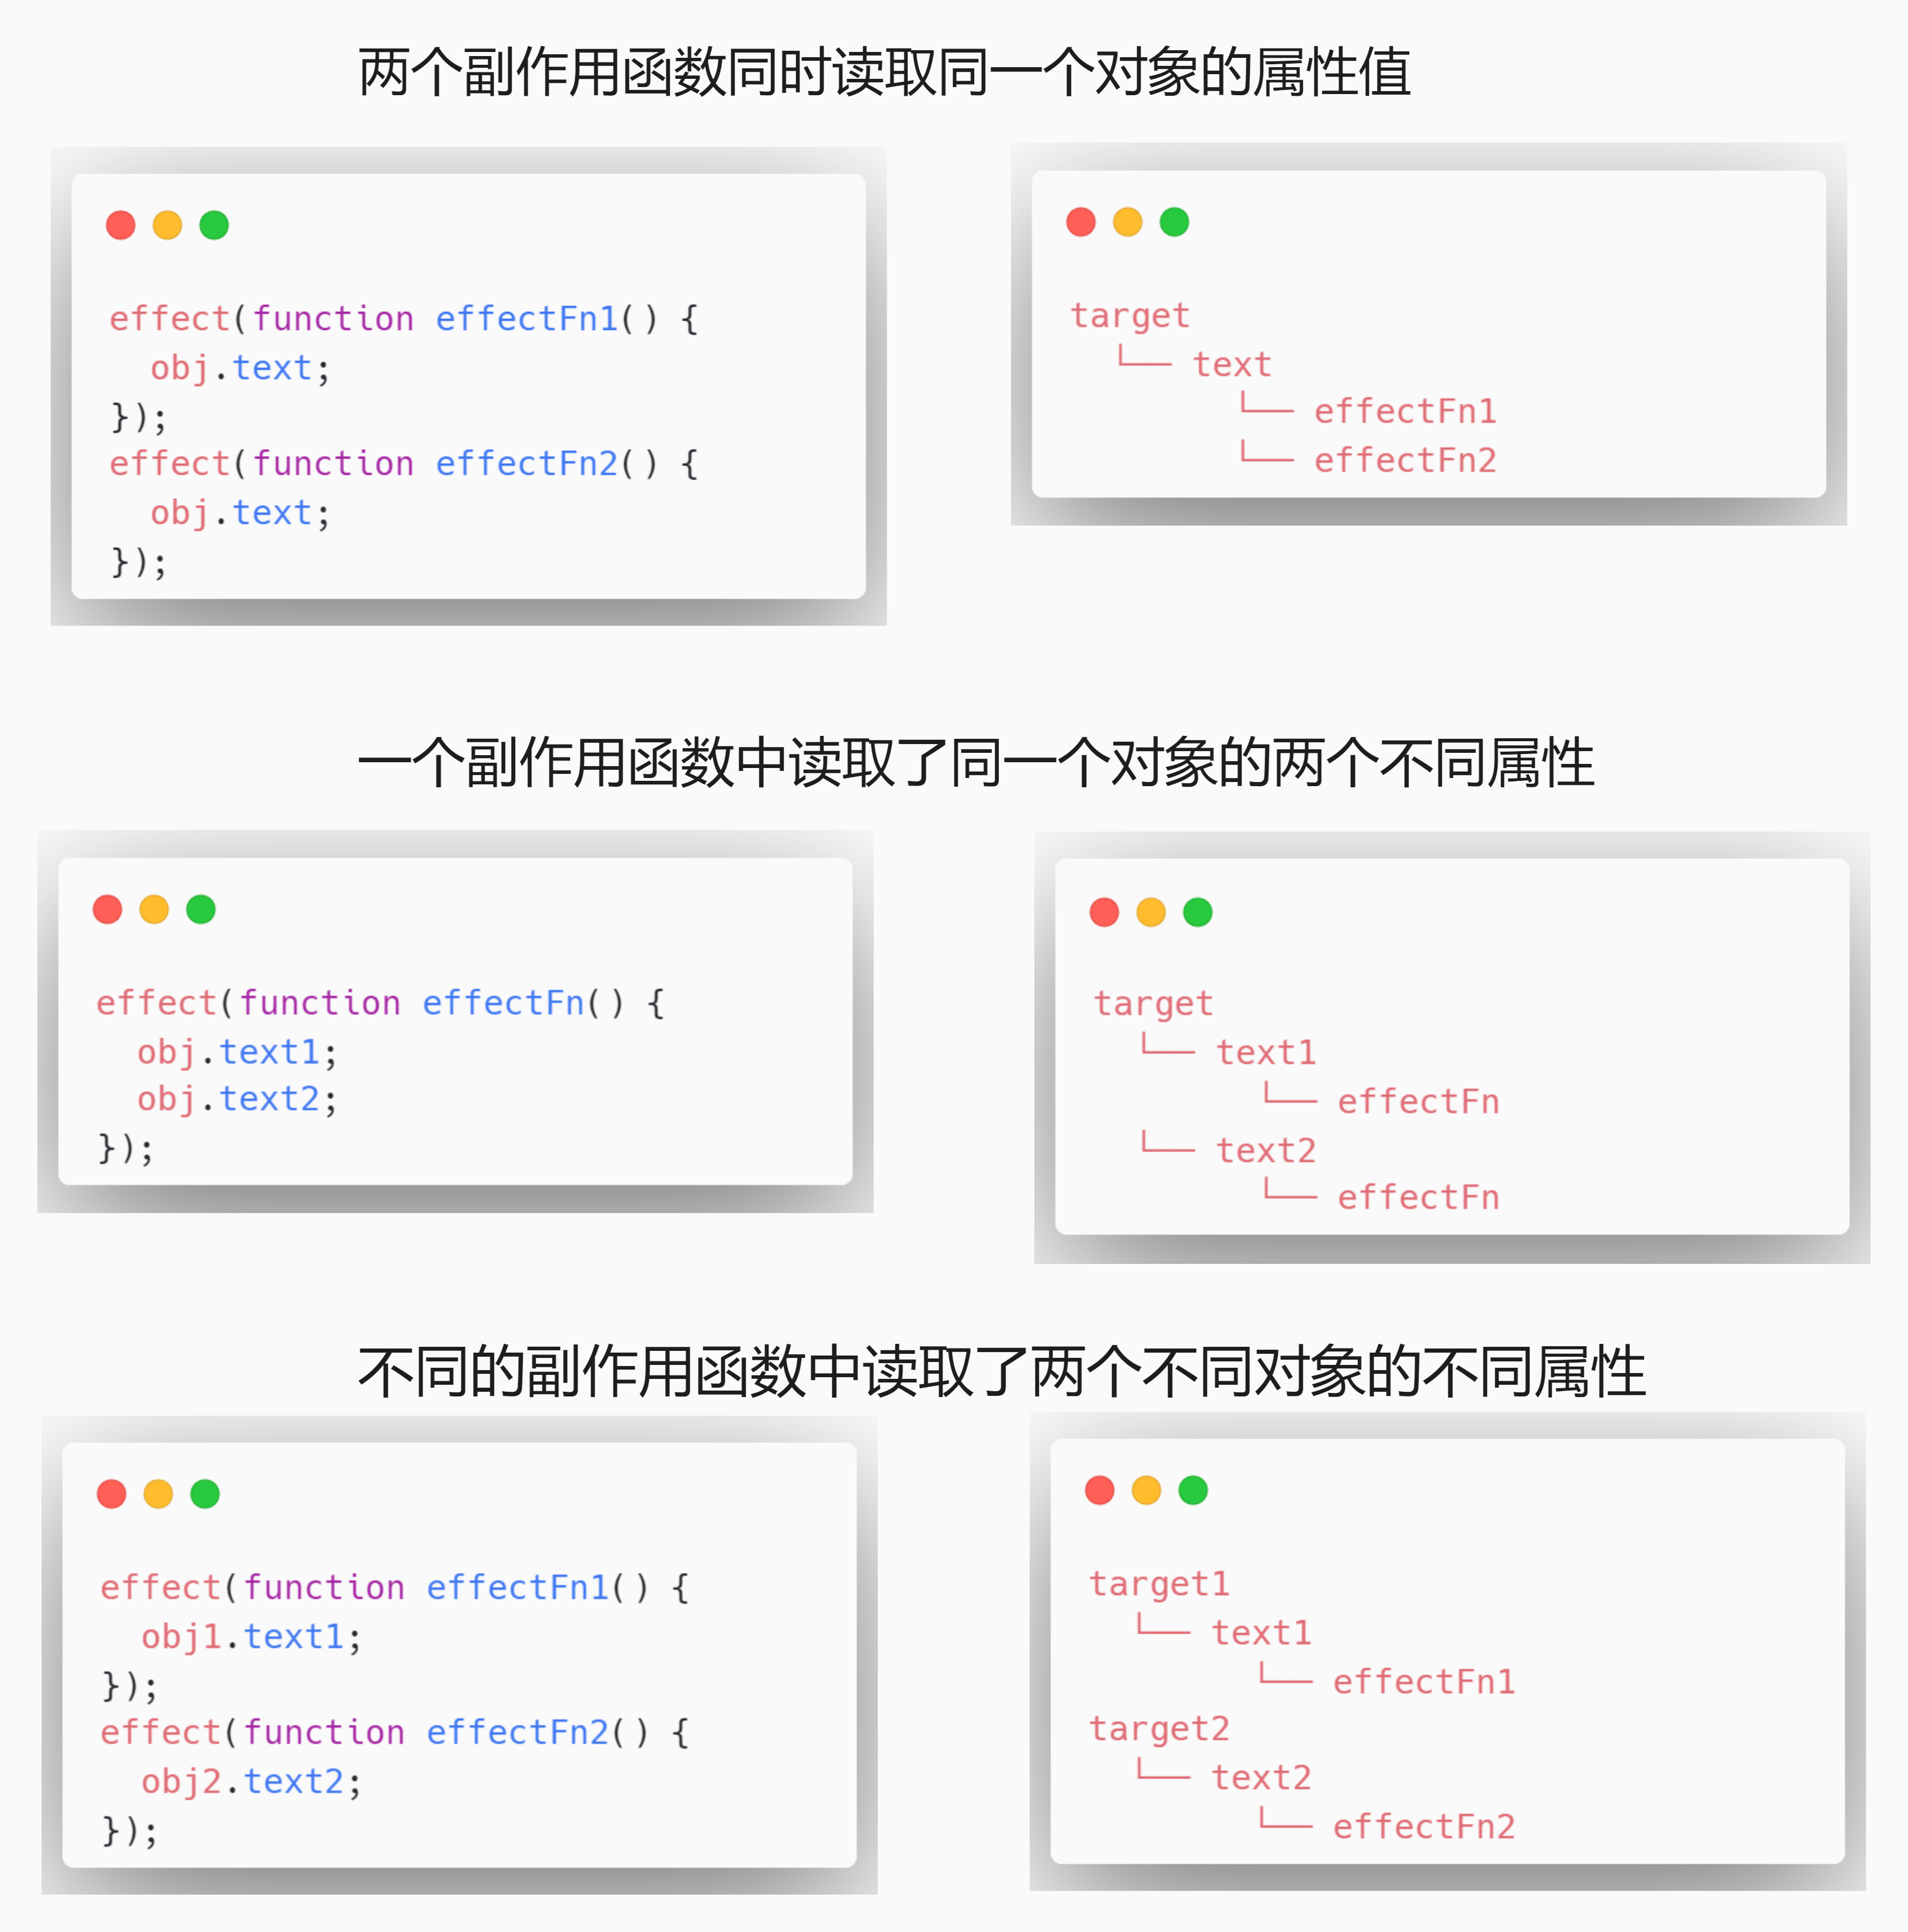 两个副作用函数同时读取同一个对象的属性值
effect(function effectFn1() {
  obj.text;
});
effect(function effectFn2() {
  obj.text;
});
target
  └── text
        └── effectFn1
        └── effectFn2
一个副作用函数中读取了同一个对象的两个不同属性
effect(function effectFn() {
  obj.text1;
  obj.text2;
});
target
  └── text1
        └── effectFn
  └── text2
        └── effectFn
不同的副作用函数中读取了两个不同对象的不同属性
effect(function effectFn1() {
  obj1.text1;
});
effect(function effectFn2() {
  obj2.text2;
});
target1
  └── text1
        └── effectFn1
target2
  └── text2
        └── effectFn2